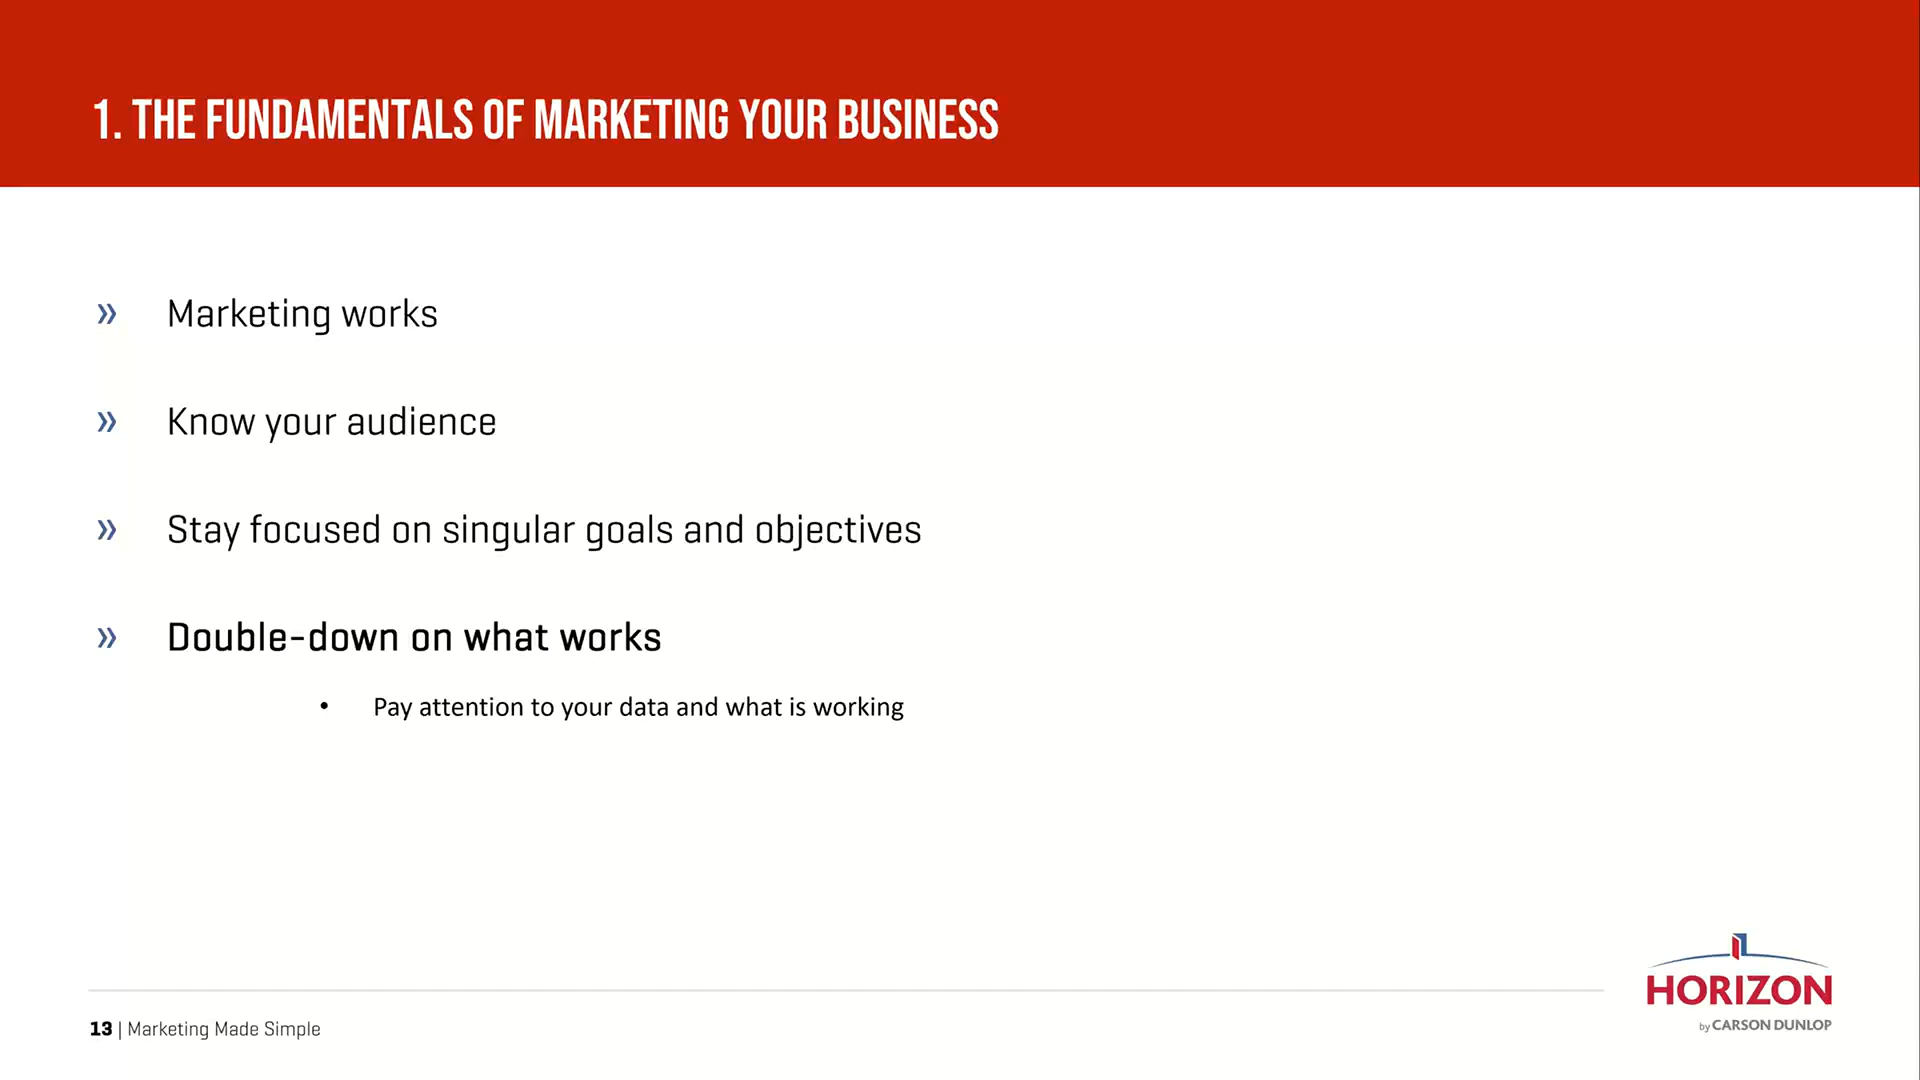 1. THE FUNDAMENTALS OF MARKETING YOUR BUSINESS
» Marketing works
» Know your audience
» Stay focused on singular goals and objectives
» Double-down on what works
• Pay attention to your data and what is working
HORIZON
by CARSON DUNLOP
13 | Marketing Made Simple